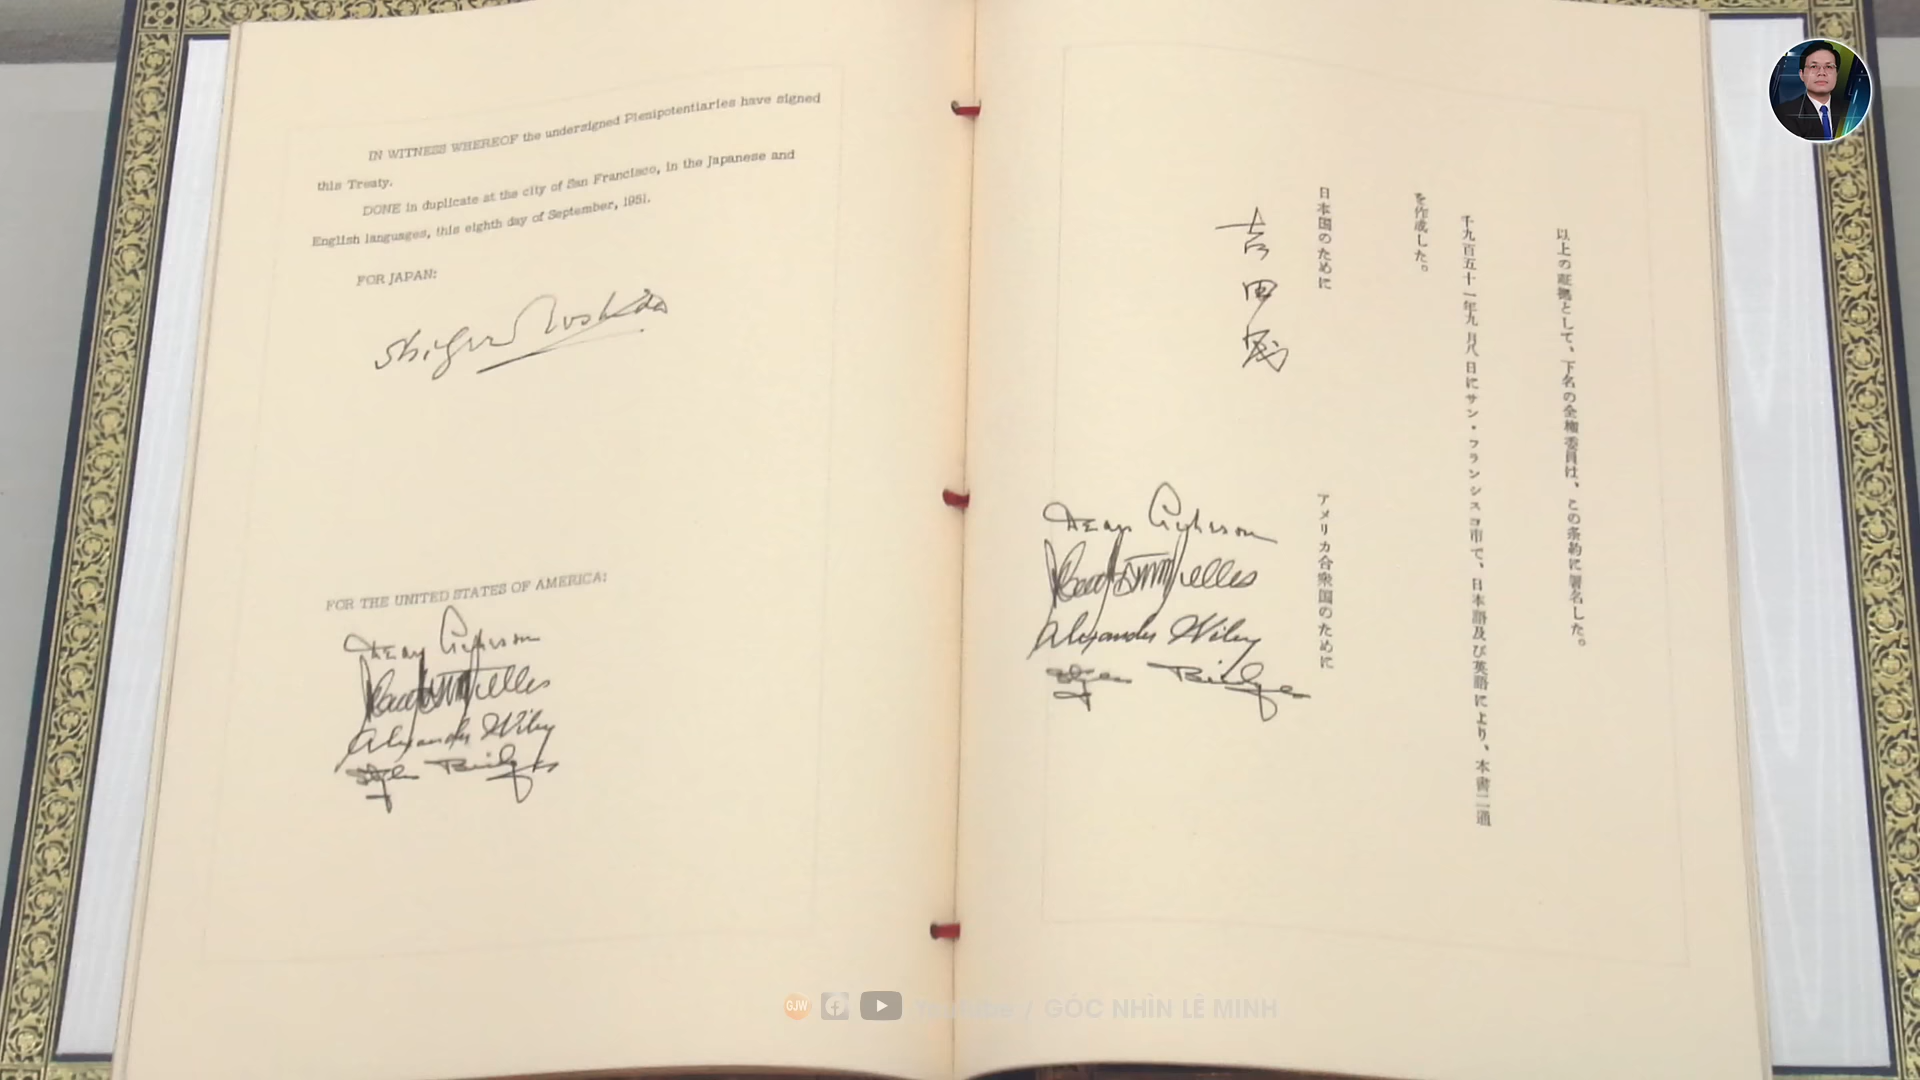 IN WITNESS WHEREOF the undersigned Plenipotentiaries have signed
this Treaty.
DONE in duplicate at the city of San Francisco, in the Japanese and
English languages, this eighth day of September, 1951.
FOR JAPAN:
Shigeru Yoshida
FOR THE UNITED STATES OF AMERICA:
Dean Acheson
Alexander Wiley
Styles Bridges
以上の証拠として、下名の全権委員は、この条約に署名した。
千九百五十一年九月八日にサン・フランシスコ市で、日本語及び英語により、本書二通
を作成した。
日本国のために
吉田茂
アメリカ合衆国のために
Dean Acheson
Alexander Wiley
Styles Bridges
GJW
Youtube / GÓC NHÌN LÊ MINH